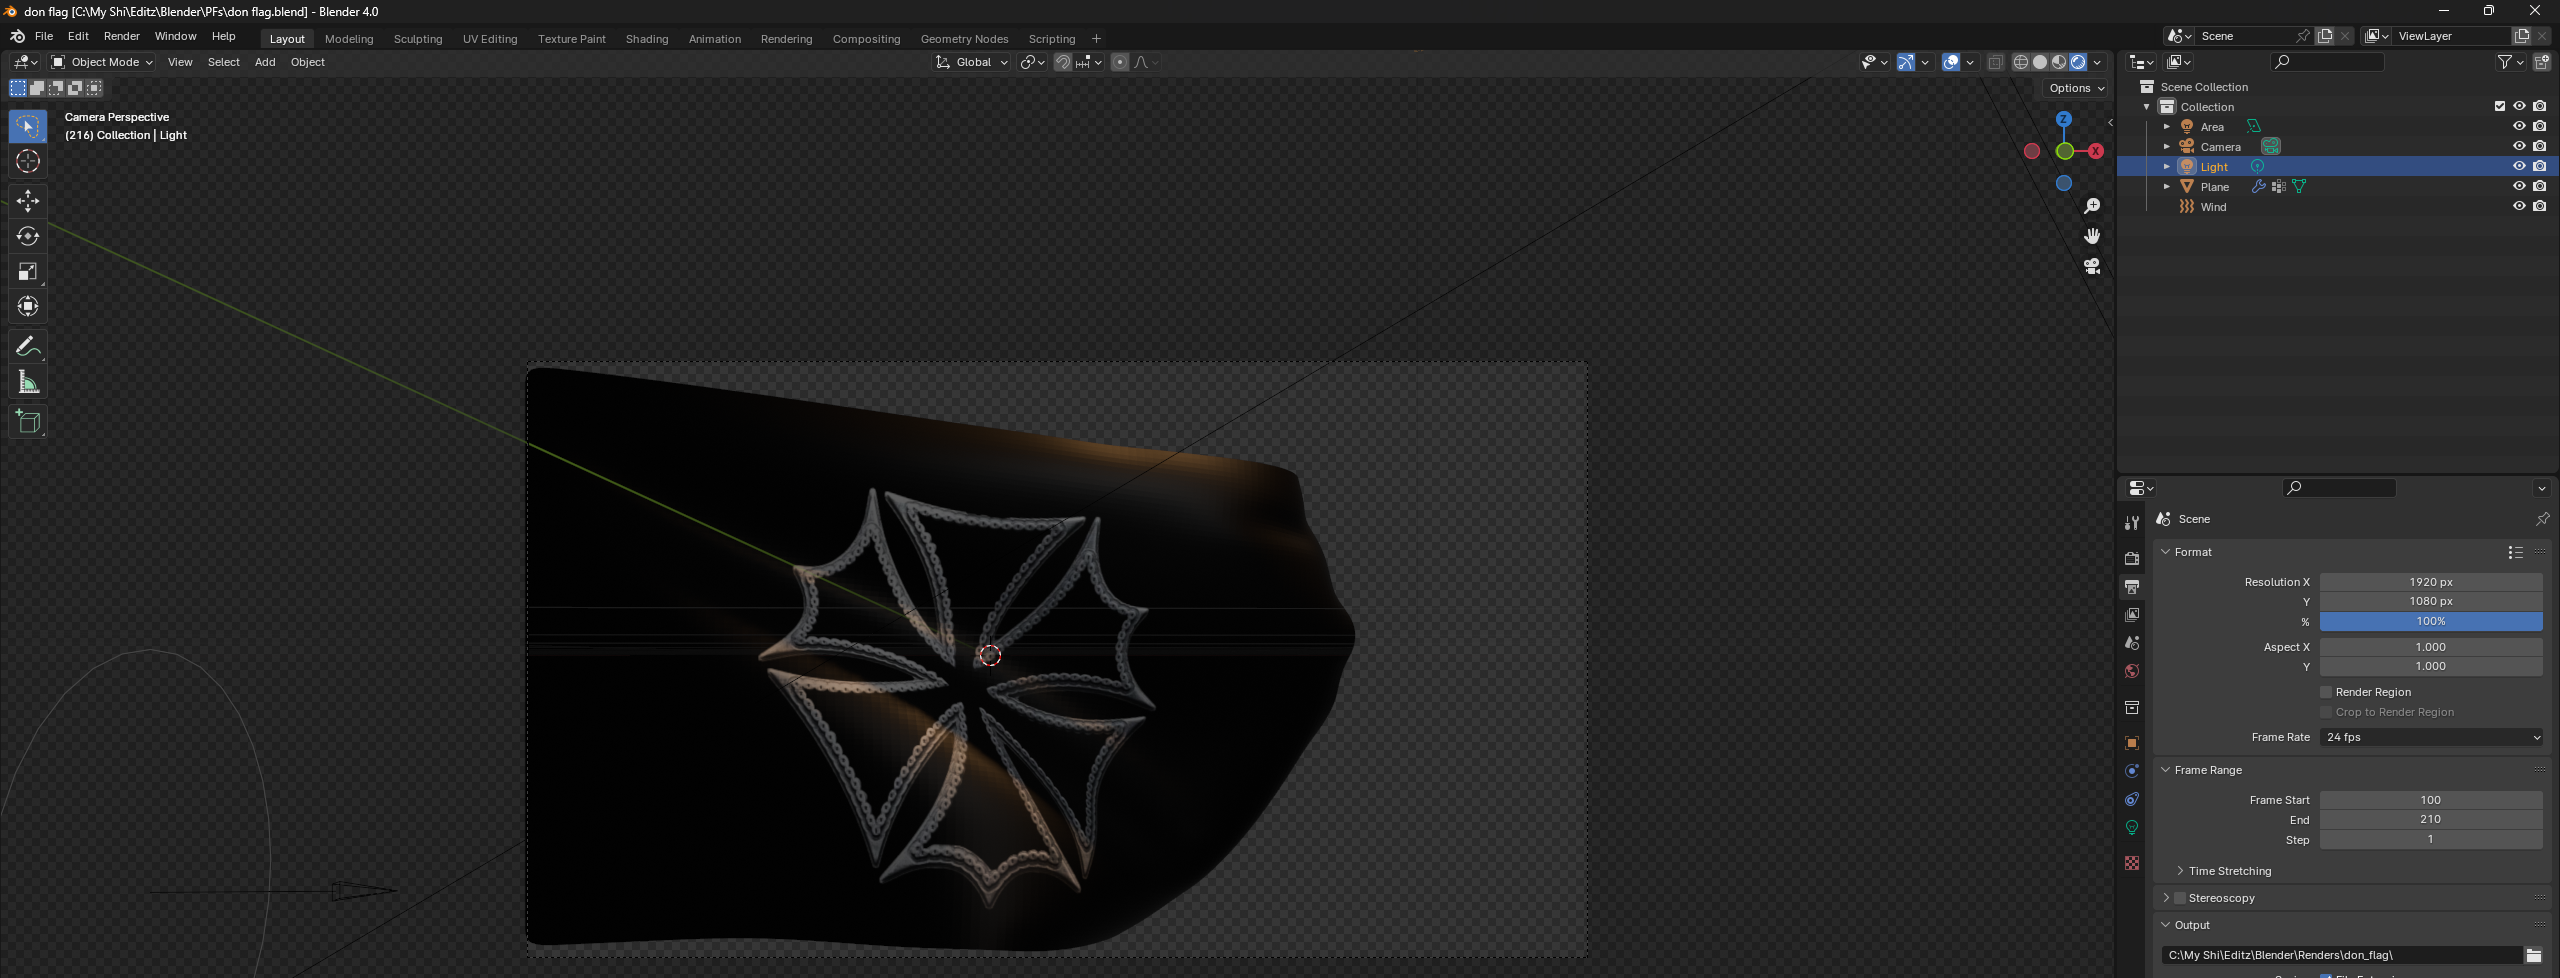 don flag [C:\My Shi\Editz\Blender\PFs\don flag.blend] - Blender 4.0
File Edit Render Window Help Layout Modeling Sculpting UV Editing Texture Paint Shading Animation Rendering Compositing Geometry Nodes Scripting + Scene ViewLayer
Object Mode View Select Add Object Global
Options
Camera Perspective
(216) Collection | Light
Z
X
Scene Collection
Collection
Area
Camera
Light
Plane
Wind
Scene
Format
Resolution X 1920 px
Y 1080 px
% 100%
Aspect X 1.000
Y 1.000
Render Region
Crop to Render Region
Frame Rate 24 fps
Frame Range
Frame Start 100
End 210
Step 1
Time Stretching
Stereoscopy
Output
C:\My Shi\Editz\Blender\Renders\don_flag\